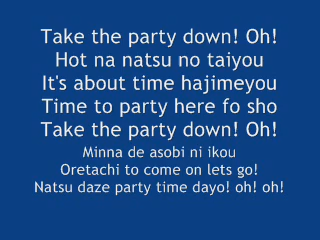 Take the party down! Oh!
Hot na natsu no taiyou
It's about time hajimeyou
Time to party here fo sho
Take the party down! Oh!
Minna de asobi ni ikou
Oretachi to come on lets go!
Natsu daze party time dayo! oh! oh!